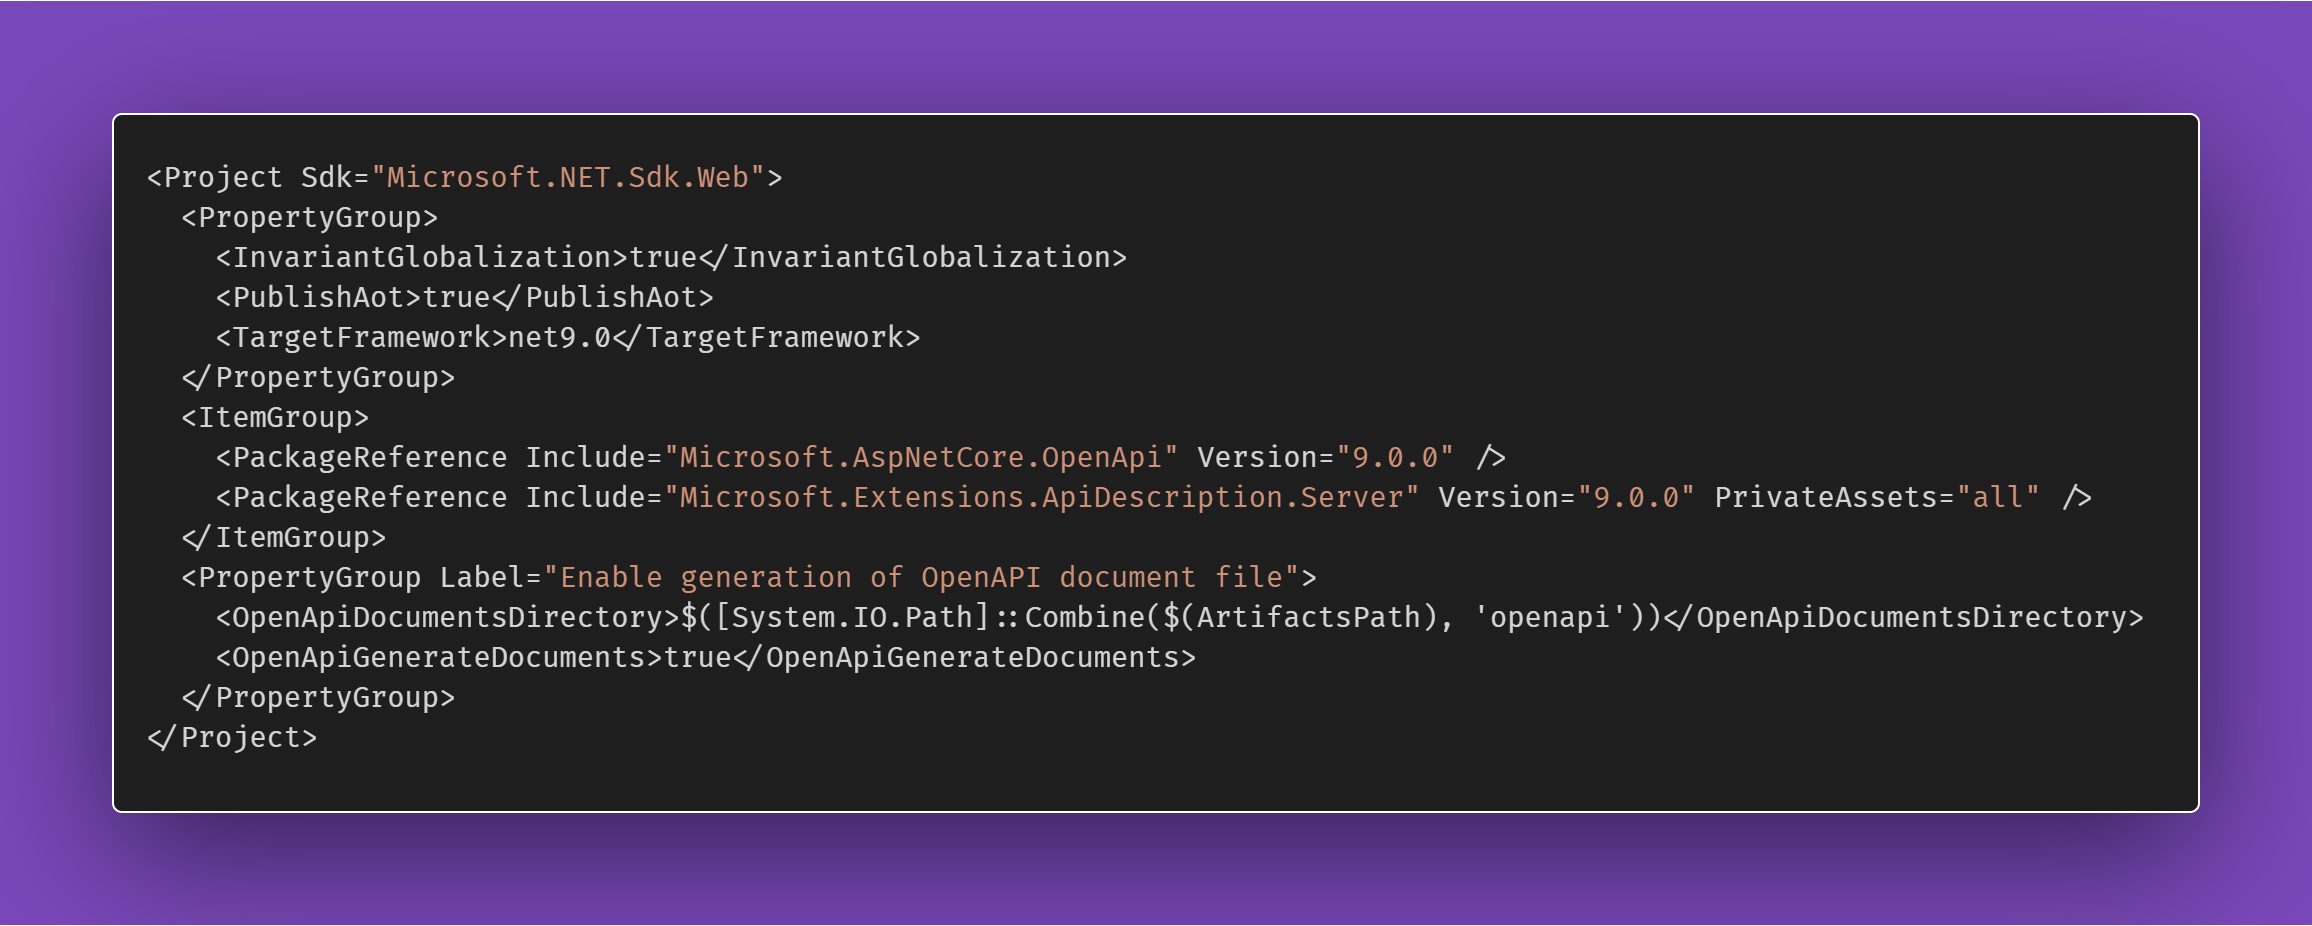 <Project Sdk="Microsoft.NET.Sdk.Web">
  <PropertyGroup>
    <InvariantGlobalization>true</InvariantGlobalization>
    <PublishAot>true</PublishAot>
    <TargetFramework>net9.0</TargetFramework>
  </PropertyGroup>
  <ItemGroup>
    <PackageReference Include="Microsoft.AspNetCore.OpenApi" Version="9.0.0" />
    <PackageReference Include="Microsoft.Extensions.ApiDescription.Server" Version="9.0.0" PrivateAssets="all" />
  </ItemGroup>
  <PropertyGroup Label="Enable generation of OpenAPI document file">
    <OpenApiDocumentsDirectory>$([System.IO.Path]::Combine($(ArtifactsPath), 'openapi'))</OpenApiDocumentsDirectory>
    <OpenApiGenerateDocuments>true</OpenApiGenerateDocuments>
  </PropertyGroup>
</Project>